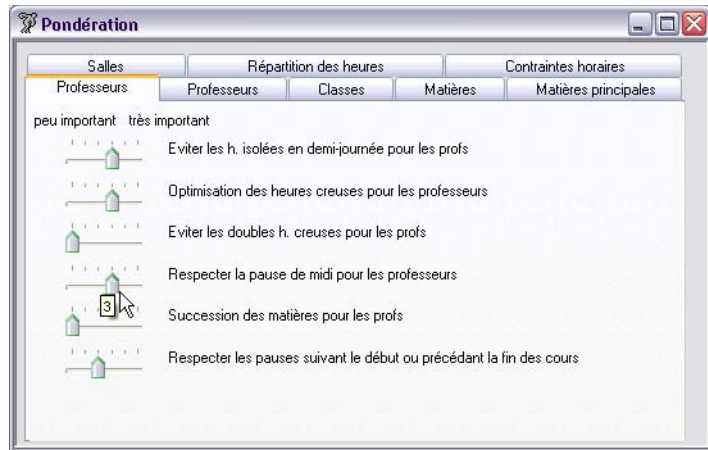 Pondération
Salles Répartition des heures Contraintes horaires
Professeurs Professeurs Classes Matières Matières principales
peu important très important
Eviter les h. isolées en demi-journée pour les profs
Optimisation des heures creuses pour les professeurs
Eviter les doubles h. creuses pour les profs
Respecter la pause de midi pour les professeurs
3
Succession des matières pour les profs
Respecter les pauses suivant le début ou précédant la fin des cours